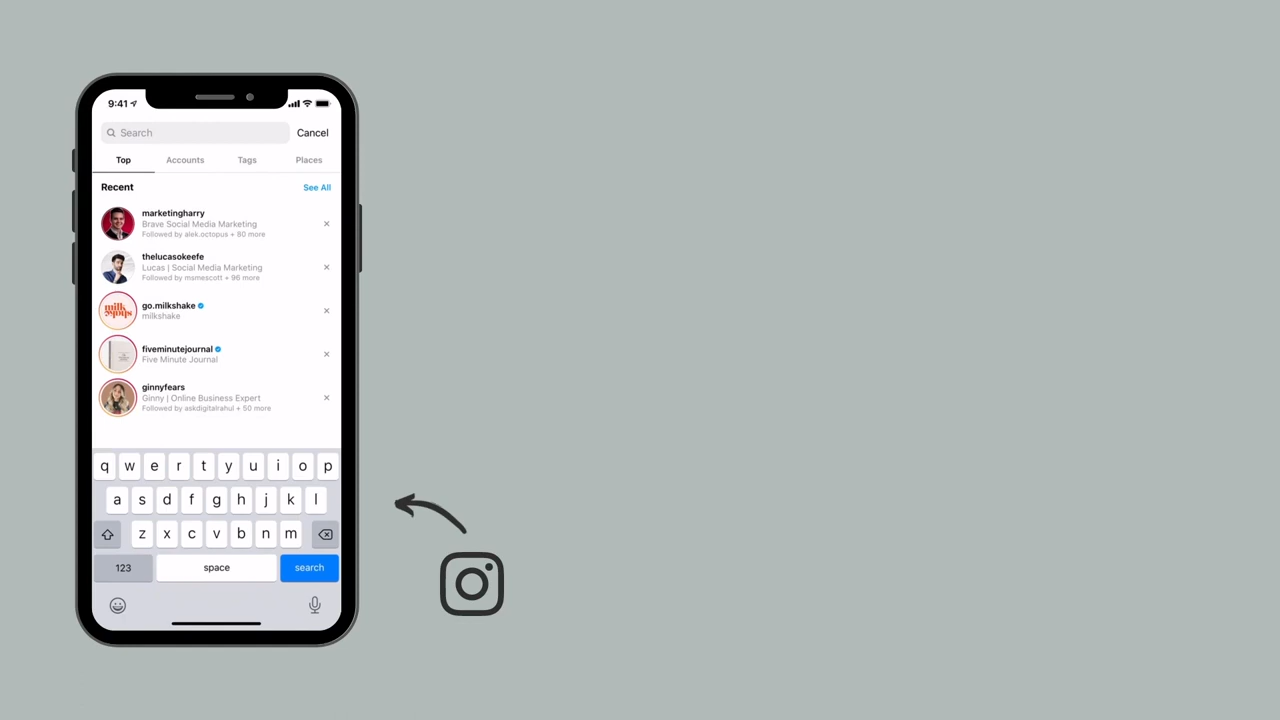 9:41
Search
Cancel
Top Accounts Tags Places
Recent See All
marketingharry
Brave Social Media Marketing
Followed by alek.octopus + 80 more
thelucasokeefe
Lucas | Social Media Marketing
Followed by msmescott + 96 more
milk
shake
go.milkshake
milkshake
fiveminutejournal
Five Minute Journal
ginnyfears
Ginny | Online Business Expert
Followed by askdigitalrahul + 50 more
q w e r t y u i o p
a s d f g h j k l
z x c v b n m
123 space search